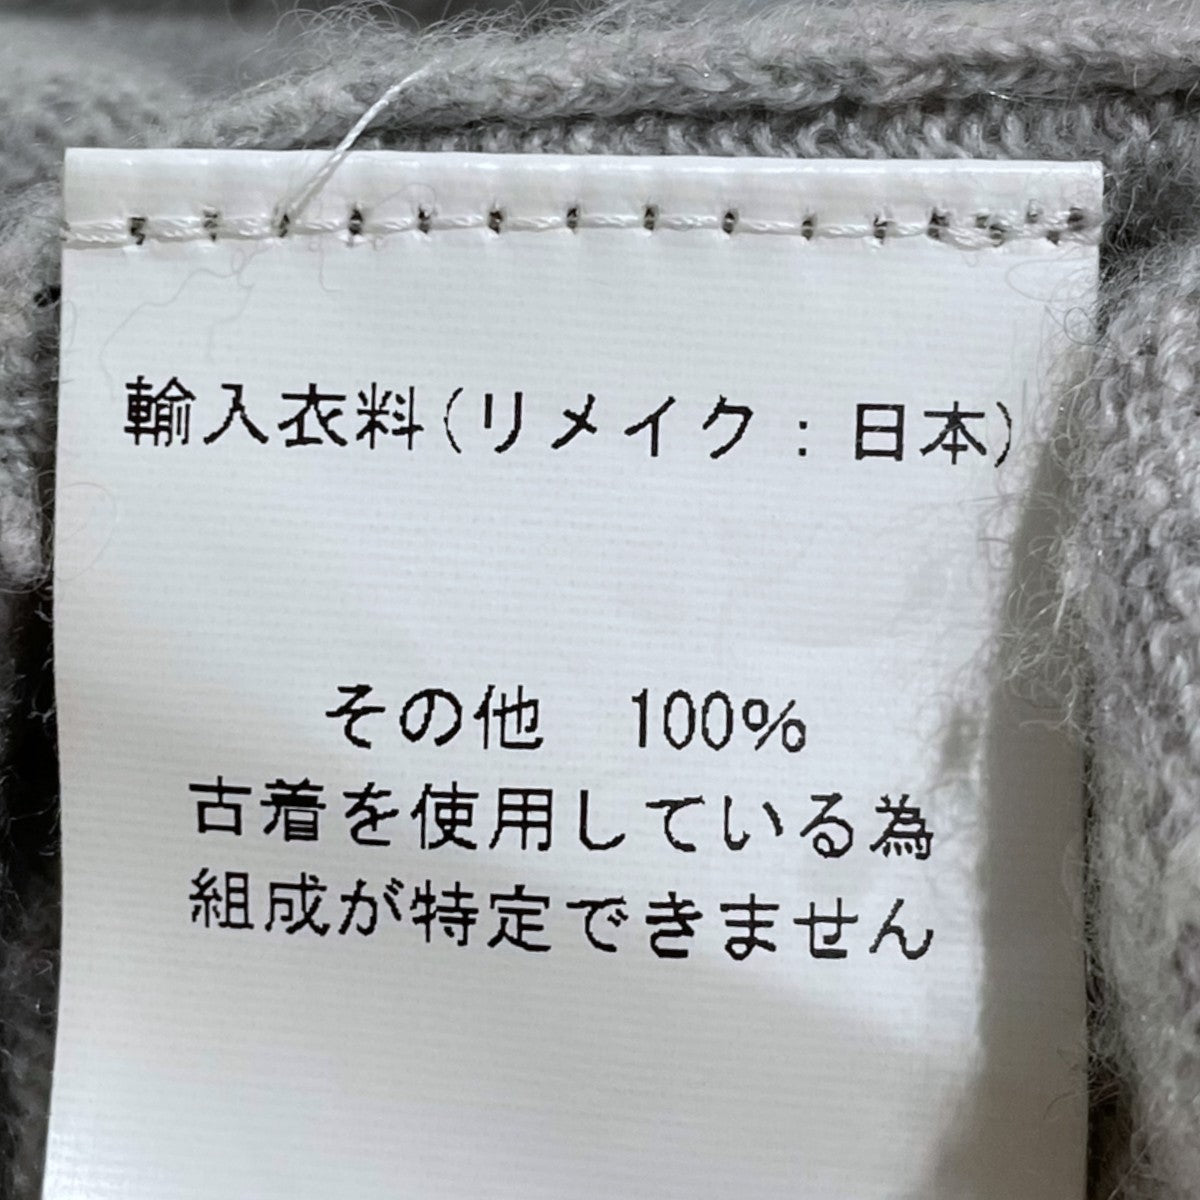 輸入衣料(リメイク：日本)
その他　100%
古着を使用している為
組成が特定できません